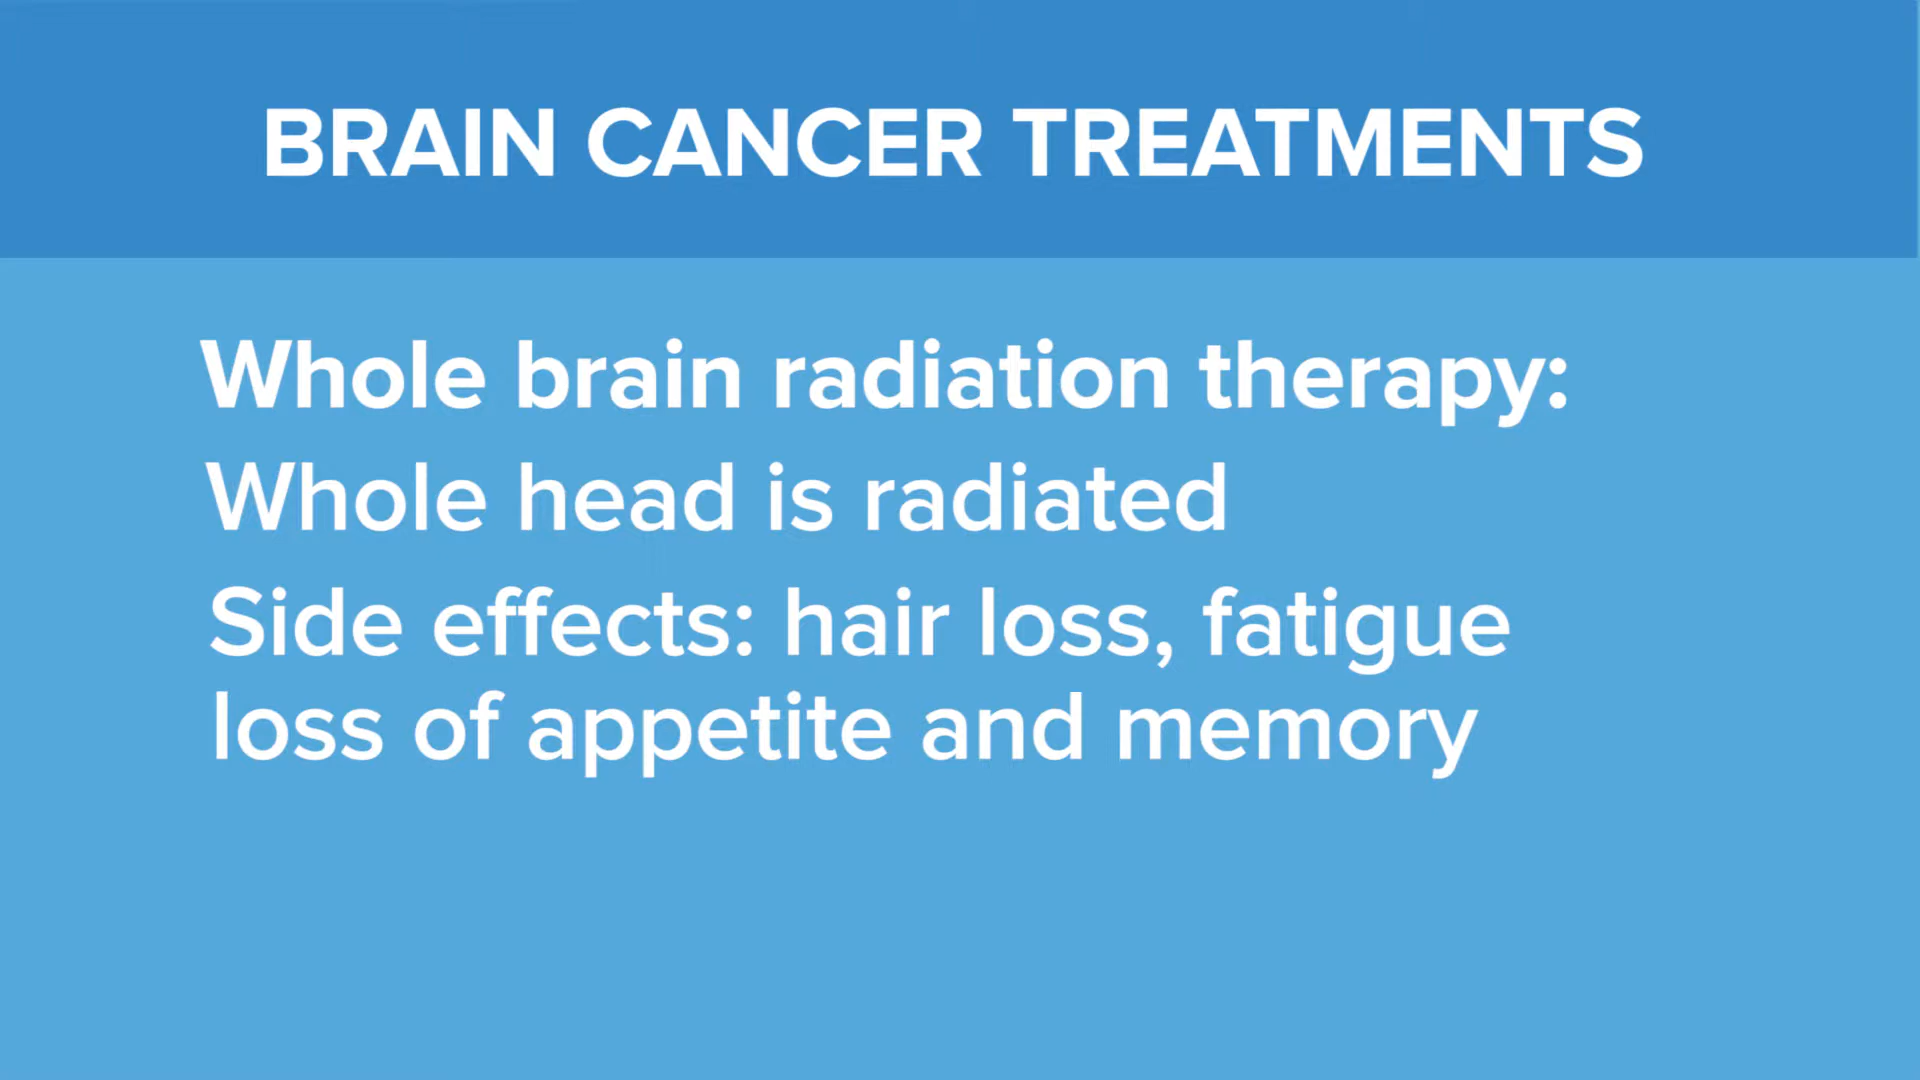 BRAIN CANCER TREATMENTS
Whole brain radiation therapy:
Whole head is radiated
Side effects: hair loss, fatigue
loss of appetite and memory